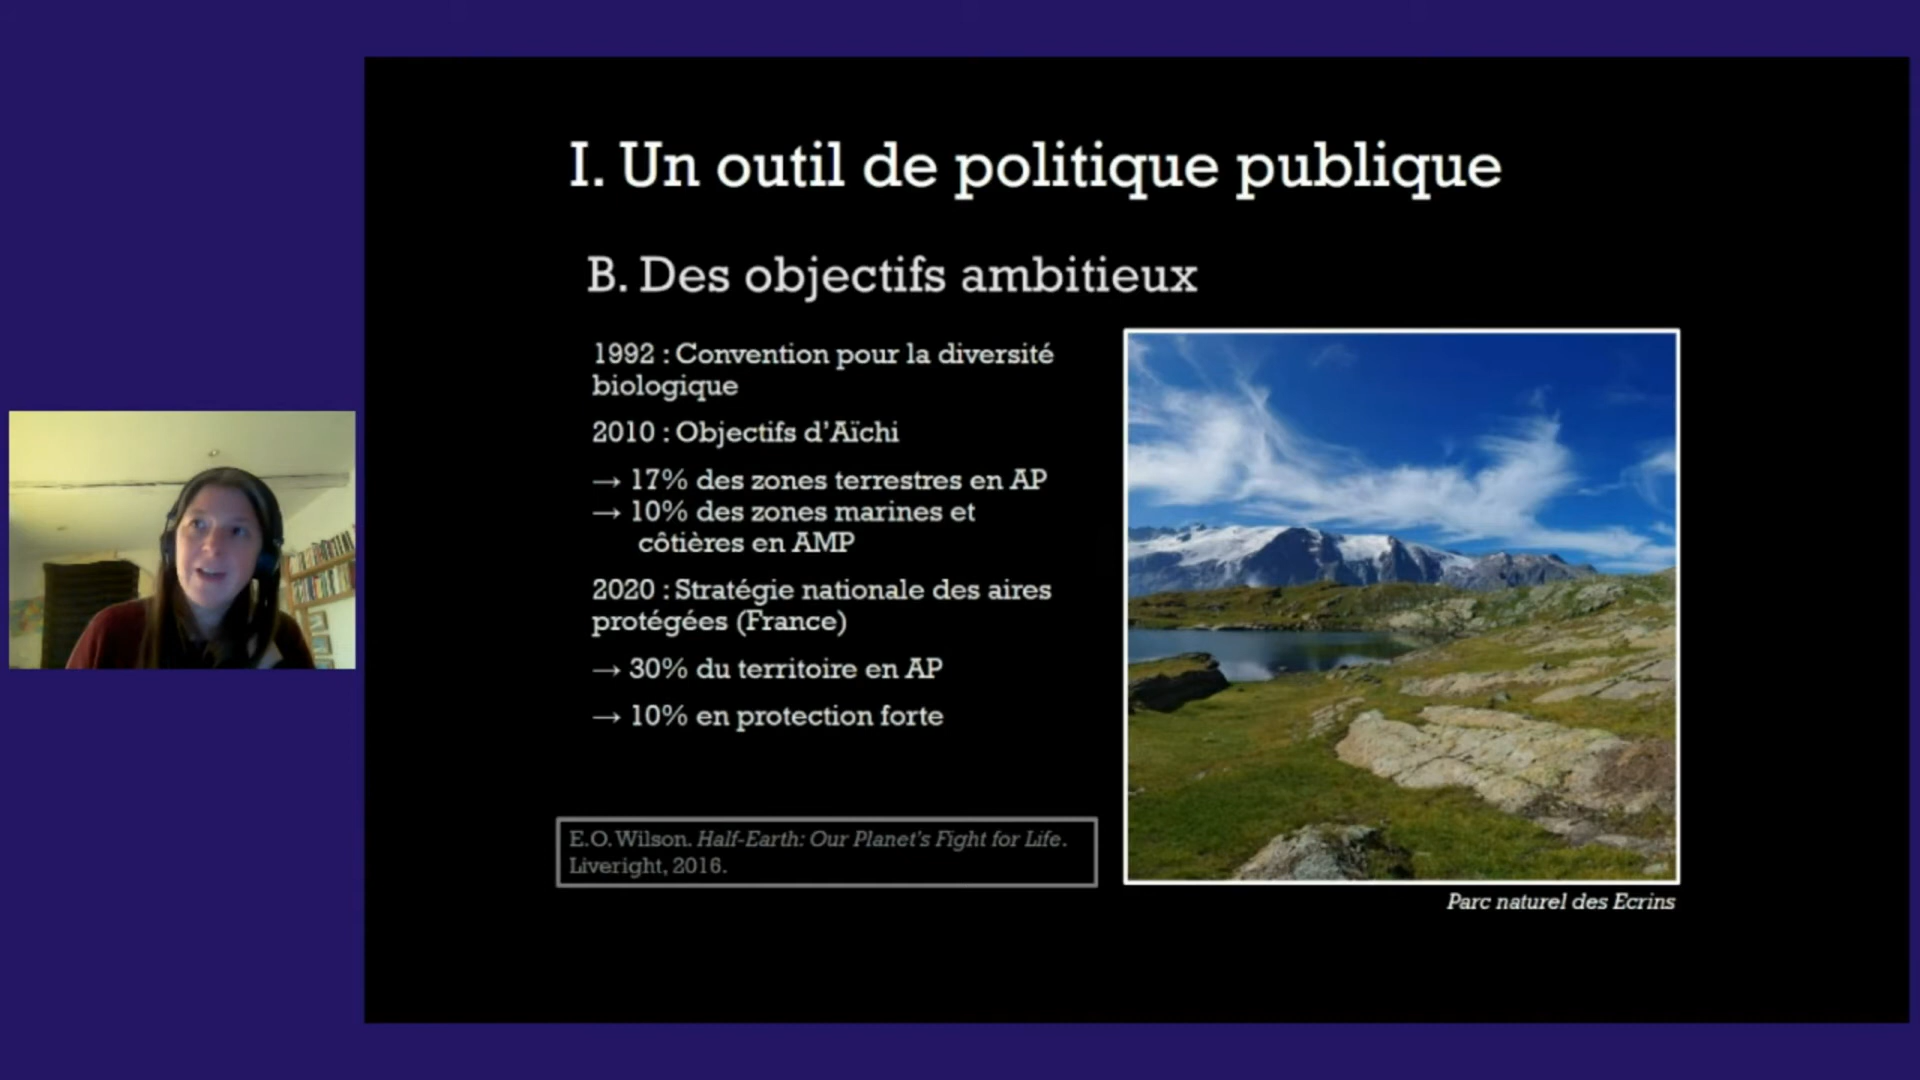 I. Un outil de politique publique
B. Des objectifs ambitieux
1992 : Convention pour la diversité
biologique
2010 : Objectifs d'Aïchi
→ 17% des zones terrestres en AP
→ 10% des zones marines et
côtières en AMP
2020 : Stratégie nationale des aires
protégées (France)
→ 30% du territoire en AP
→ 10% en protection forte
E.O. Wilson. Half-Earth: Our Planet's Fight for Life.
Liveright, 2016.
Parc naturel des Ecrins